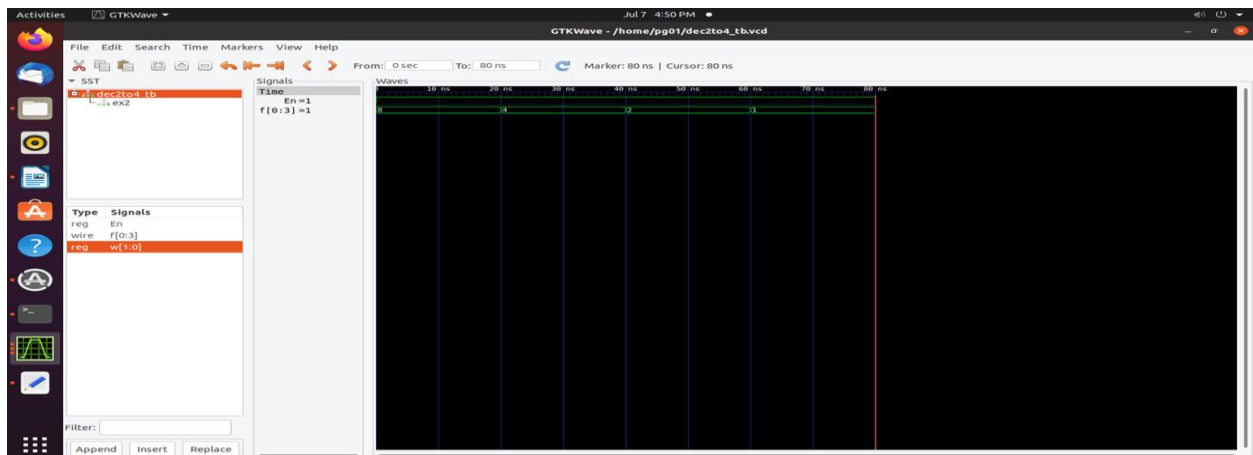 Activities GTKWave Jul 7 4:50 PM
GTKWave - /home/pg01/dec2to4_tb.vcd
File Edit Search Time Markers View Help
From: 0 sec To: 80 ns Marker: 80 ns | Cursor: 80 ns
SST
dec2to4_tb
ex2
Type Signals
reg En
wire f[0:3]
reg w[1:0]
Filter:
Append Insert Replace
Signals
Time
En =1
f[0:3] =1
Waves
10 ns 20 ns 30 ns 40 ns 50 ns 60 ns 70 ns 80 ns
8 4 2 1